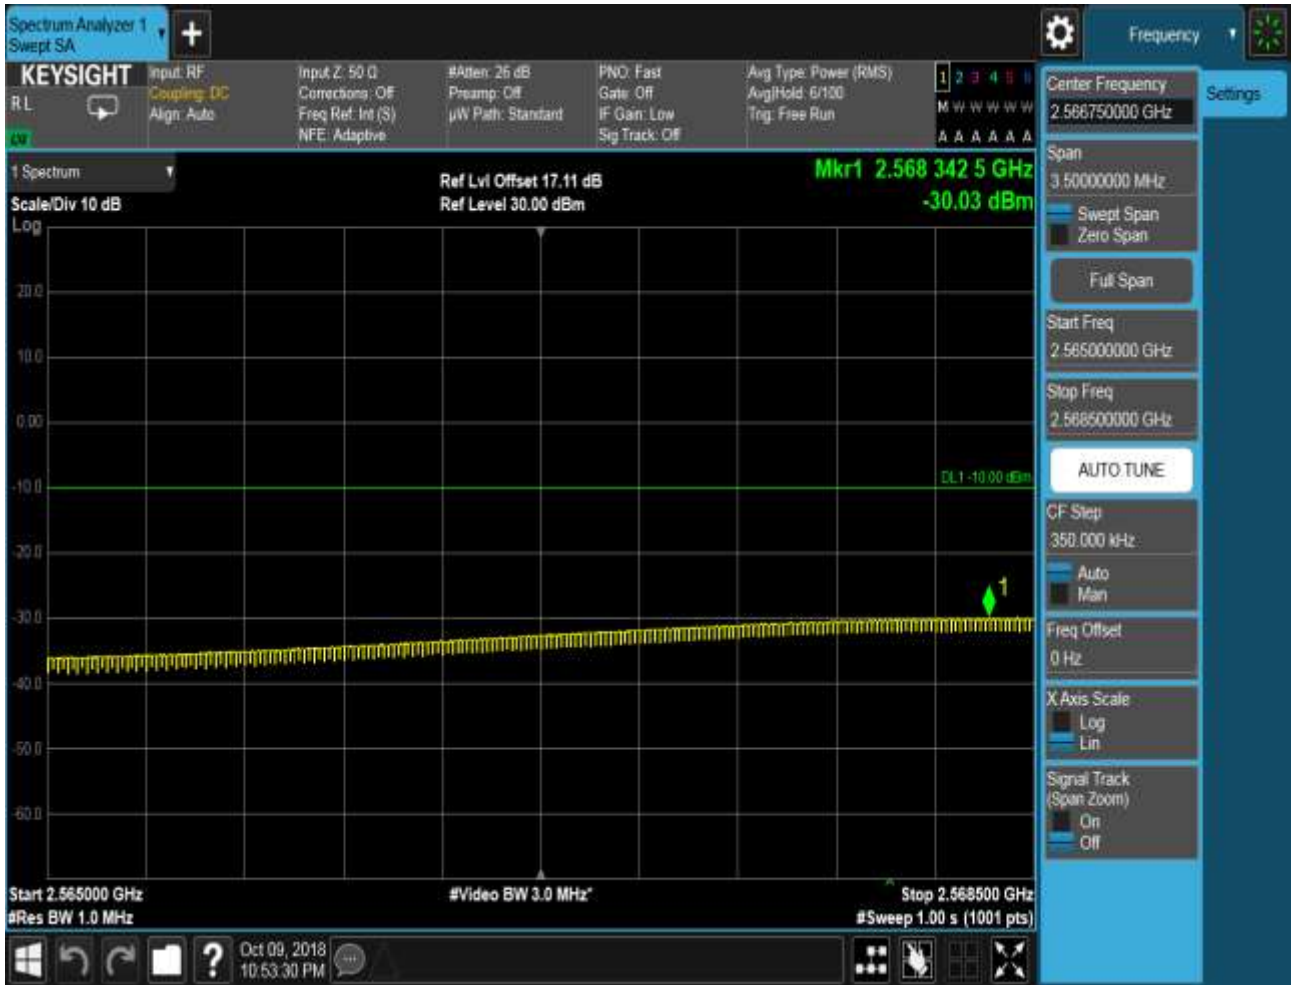 Spectrum Analyzer 1
Swept SA
Frequency
KEYSIGHT
R L
Input: RF
Coupling: DC
Align: Auto
Input Z: 50 Ω
Corrections: Off
Freq Ref: Int (S)
NFE: Adaptive
#Atten: 26 dB
Preamp: Off
µW Path: Standard
PNO: Fast
Gate: Off
IF Gain: Low
Sig Track: Off
Avg Type: Power (RMS)
Avg|Hold: 6/100
Trig: Free Run
1 2 3 4 5 6
M W W W W W
A A A A A A
1 Spectrum
Scale/Div 10 dB
Log
Ref Lvl Offset 17.11 dB
Ref Level 30.00 dBm
Mkr1 2.568 342 5 GHz
-30.03 dBm
20.0
10.0
0.00
-10.0
-20.0
-30.0
-40.0
-50.0
-60.0
DL1 -10.00 dBm
1
Start 2.565000 GHz
#Res BW 1.0 MHz
#Video BW 3.0 MHz*
Stop 2.568500 GHz
#Sweep 1.00 s (1001 pts)
Center Frequency
2.566750000 GHz
Settings
Span
3.50000000 MHz
Swept Span
Zero Span
Full Span
Start Freq
2.565000000 GHz
Stop Freq
2.568500000 GHz
AUTO TUNE
CF Step
350.000 kHz
Auto
Man
Freq Offset
0 Hz
X Axis Scale
Log
Lin
Signal Track
(Span Zoom)
On
Off
?
Oct 09, 2018
10:53:30 PM